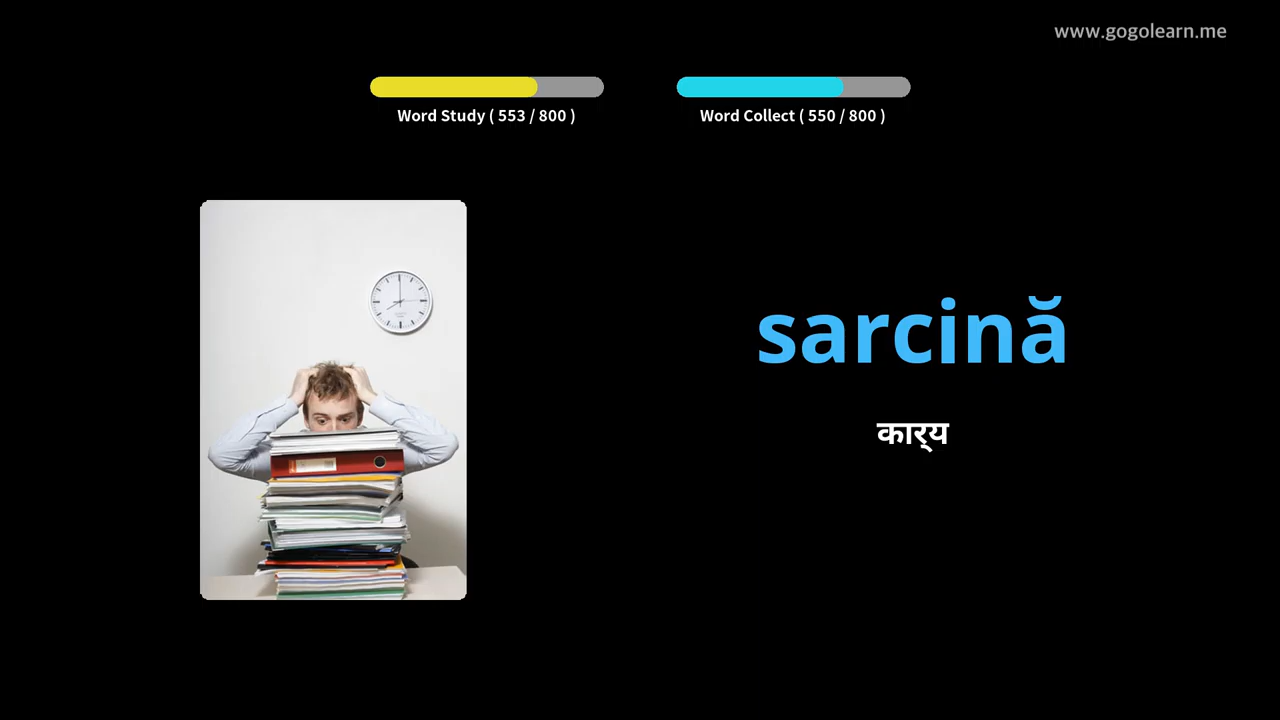 www.gogolearn.me
Word Study ( 553 / 800 )
Word Collect ( 550 / 800 )
sarcină
कार्य